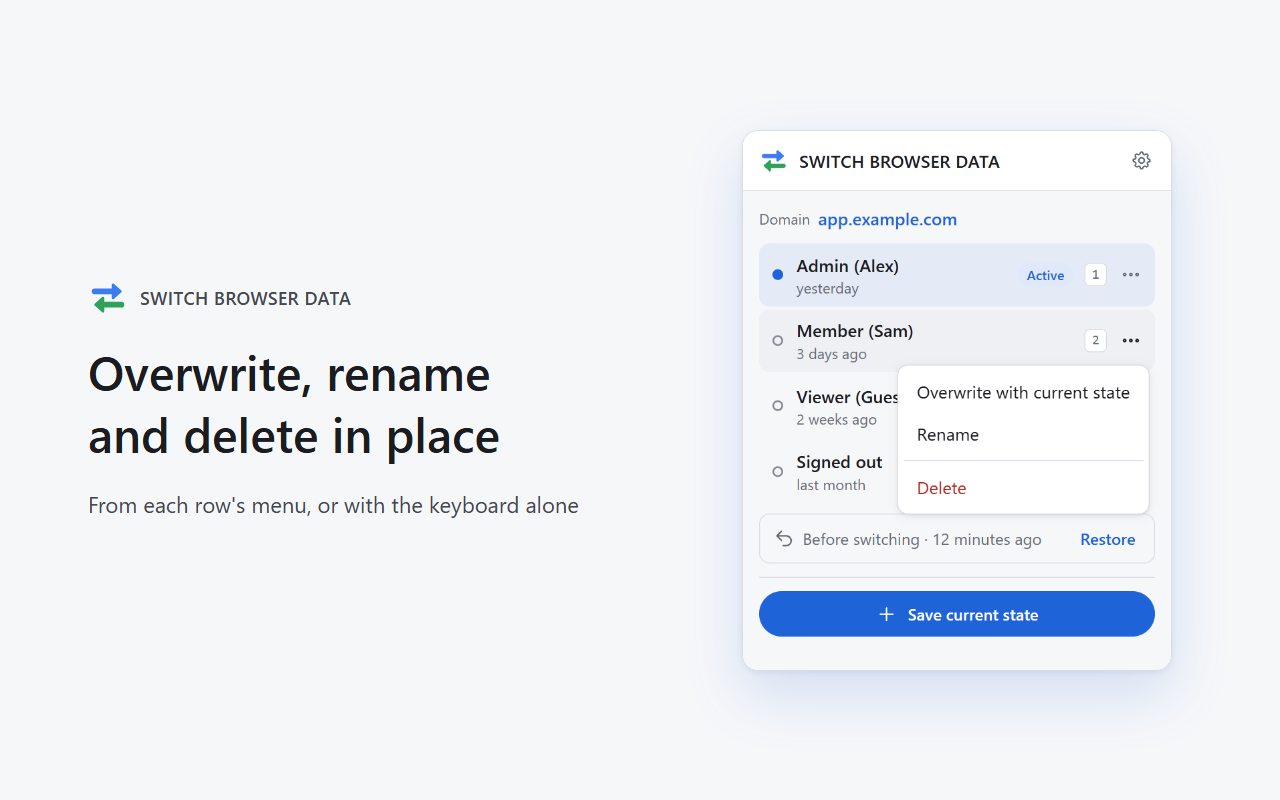 SWITCH BROWSER DATA
Overwrite, rename
and delete in place
From each row's menu, or with the keyboard alone
SWITCH BROWSER DATA
Domain app.example.com
Admin (Alex)
yesterday
Active
1
Member (Sam)
3 days ago
2
Viewer (Gues
2 weeks ago
Signed out
last month
Overwrite with current state
Rename
Delete
Before switching · 12 minutes ago
Restore
Save current state